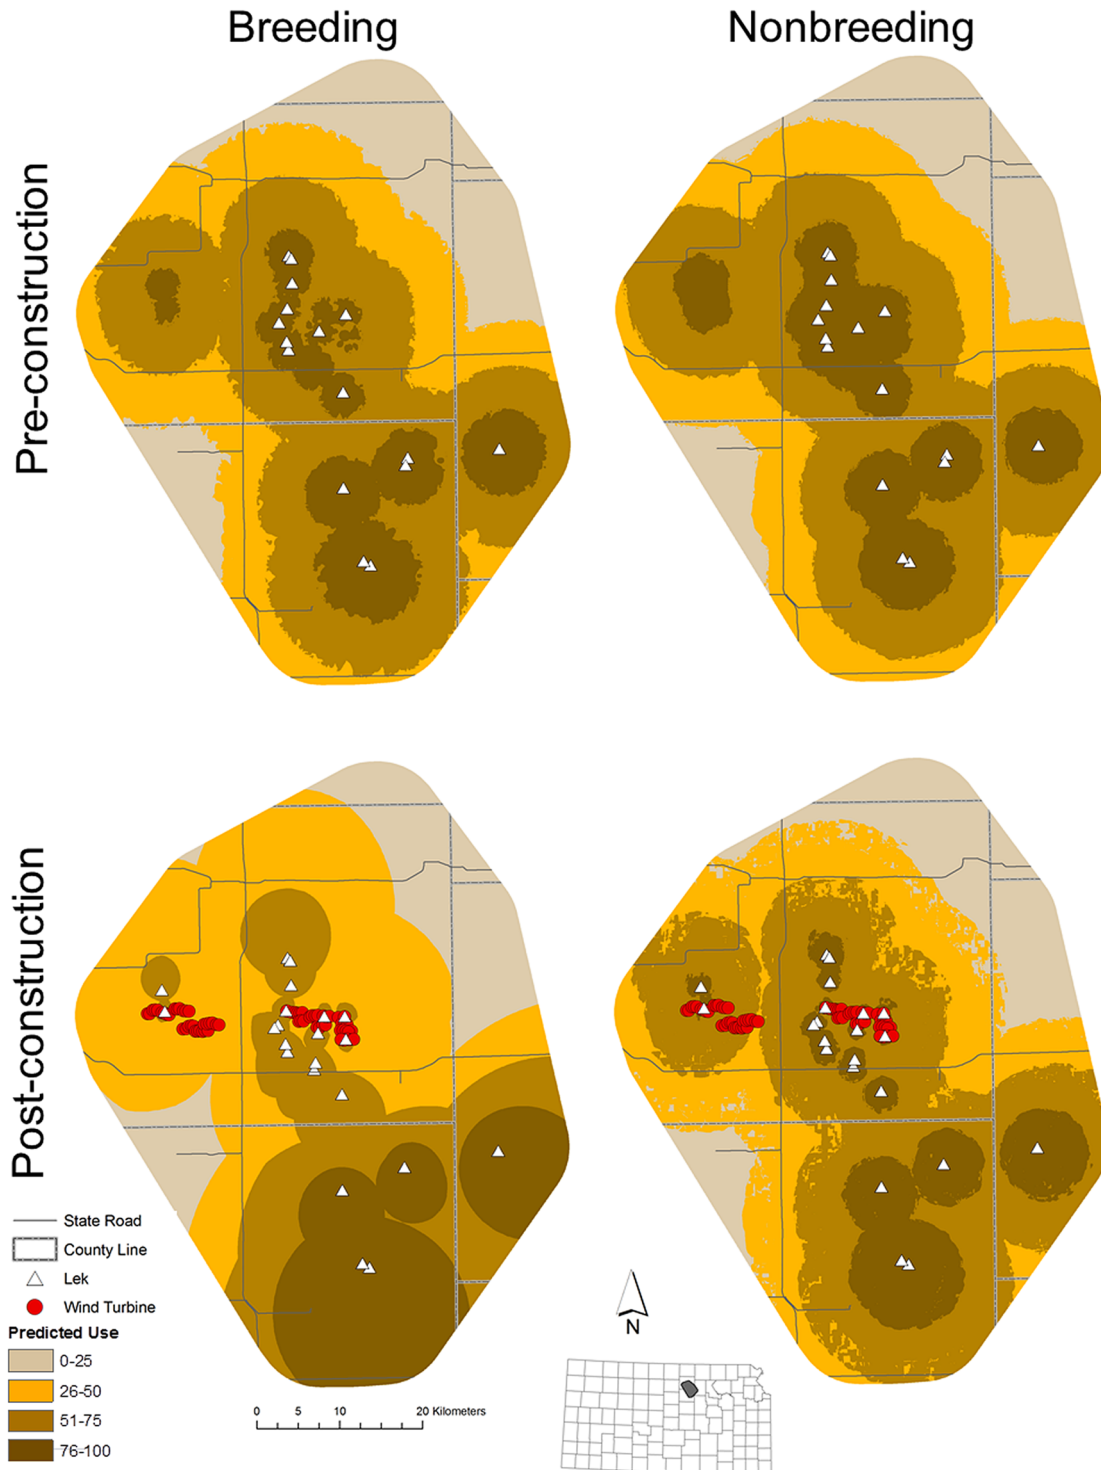 Breeding
Nonbreeding
Pre-construction
Post-construction
State Road
County Line
Lek
Wind Turbine
Predicted Use
0-25
26-50
51-75
76-100
0 5 10 20 Kilometers
N